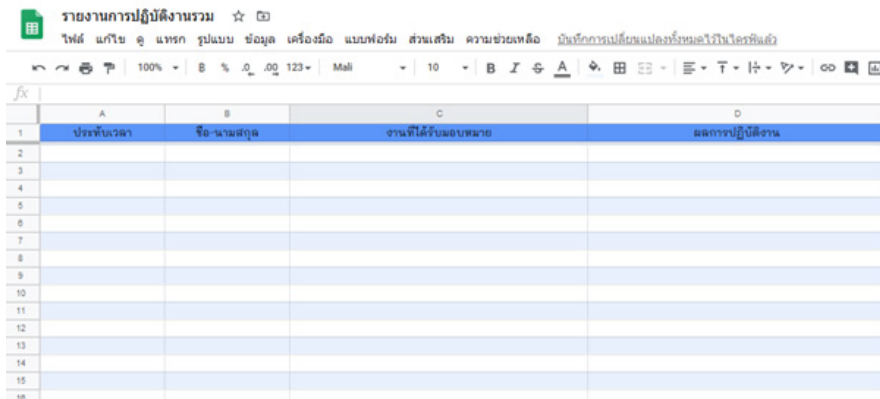 รายงานการปฏิบัติงานรวม
ไฟล์ แก้ไข ดู แทรก รูปแบบ ข้อมูล เครื่องมือ แบบฟอร์ม ส่วนเสริม ความช่วยเหลือ บันทึกการเปลี่ยนแปลงทั้งหมดไว้ในไดรฟ์แล้ว
100% B % .0 .00 123 Mali 10 B I S A
fx
A B C D
1 ประทับเวลา ชื่อ-นามสกุล งานที่ได้รับมอบหมาย ผลการปฏิบัติงาน
2
3
4
5
6
7
8
9
10
11
12
13
14
15
16